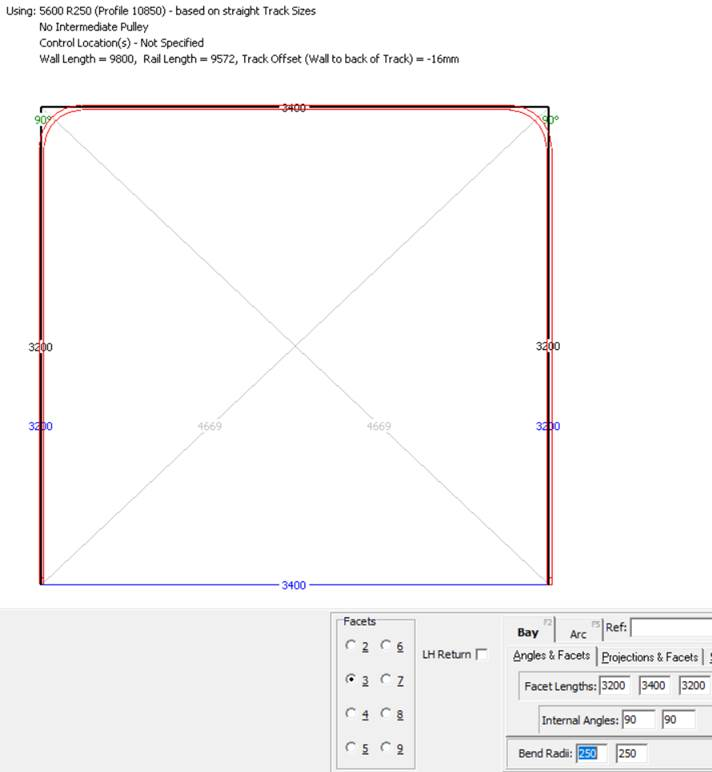 Using: 5600 R250 (Profile 10850) - based on straight Track Sizes
No Intermediate Pulley
Control Location(s) - Not Specified
Wall Length = 9800, Rail Length = 9572, Track Offset (Wall to back of Track) = -16mm
3400
90° 90°
3200 3200
3200 4669 4669 3200
3400
Facets
2 6
3 7
4 8
5 9
LH Return
Bay F2 Arc F5 Ref:
Angles & Facets Projections & Facets
Facet Lengths: 3200 3400 3200
Internal Angles: 90 90
Bend Radii: 250 250